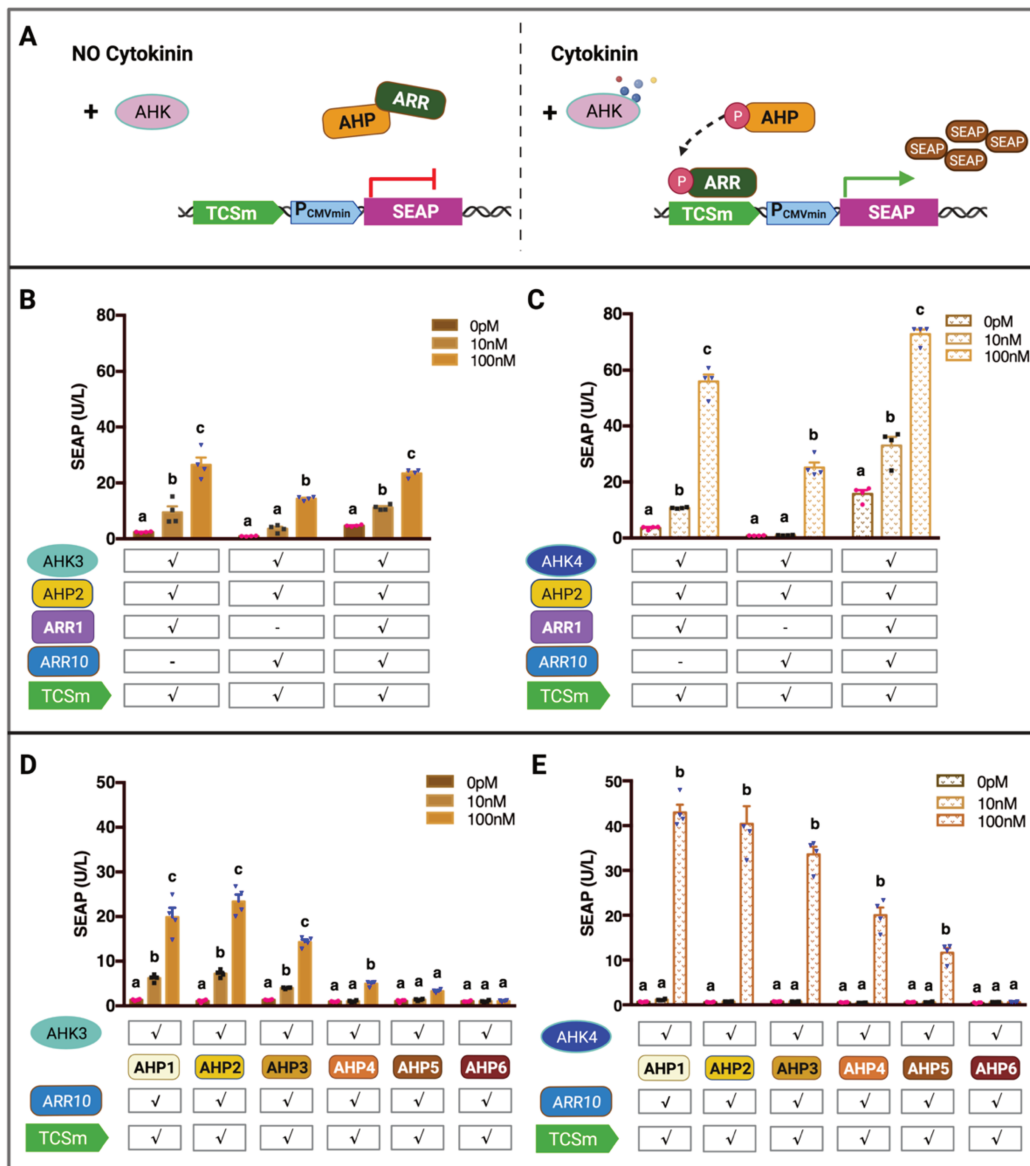 A
NO Cytokinin
+ AHK
AHP ARR
TCSm PCMVmin SEAP
Cytokinin
+ AHK
P AHP
P ARR
SEAP SEAP SEAP SEAP
TCSm PCMVmin SEAP
B
SEAP (U/L)
80
60
40
20
0
0pM
10nM
100nM
a b c a a b a b c
AHK3 √ √ √
AHP2 √ √ √
ARR1 √ - √
ARR10 - √ √
TCSm √ √ √
C
SEAP (U/L)
80
60
40
20
0
0pM
10nM
100nM
a b c a a b a b c
AHK4 √ √ √
AHP2 √ √ √
ARR1 √ - √
ARR10 - √ √
TCSm √ √ √
D
SEAP (U/L)
50
40
30
20
10
0
0pM
10nM
100nM
a b c a b c a b c a a b a a a a a a
AHK3 √ √ √ √ √ √
AHP1 AHP2 AHP3 AHP4 AHP5 AHP6
ARR10 √ √ √ √ √ √
TCSm √ √ √ √ √ √
E
SEAP (U/L)
50
40
30
20
10
0
0pM
10nM
100nM
a a b a a b a a b a a b a a b a a a
AHK4 √ √ √ √ √ √
AHP1 AHP2 AHP3 AHP4 AHP5 AHP6
ARR10 √ √ √ √ √ √
TCSm √ √ √ √ √ √